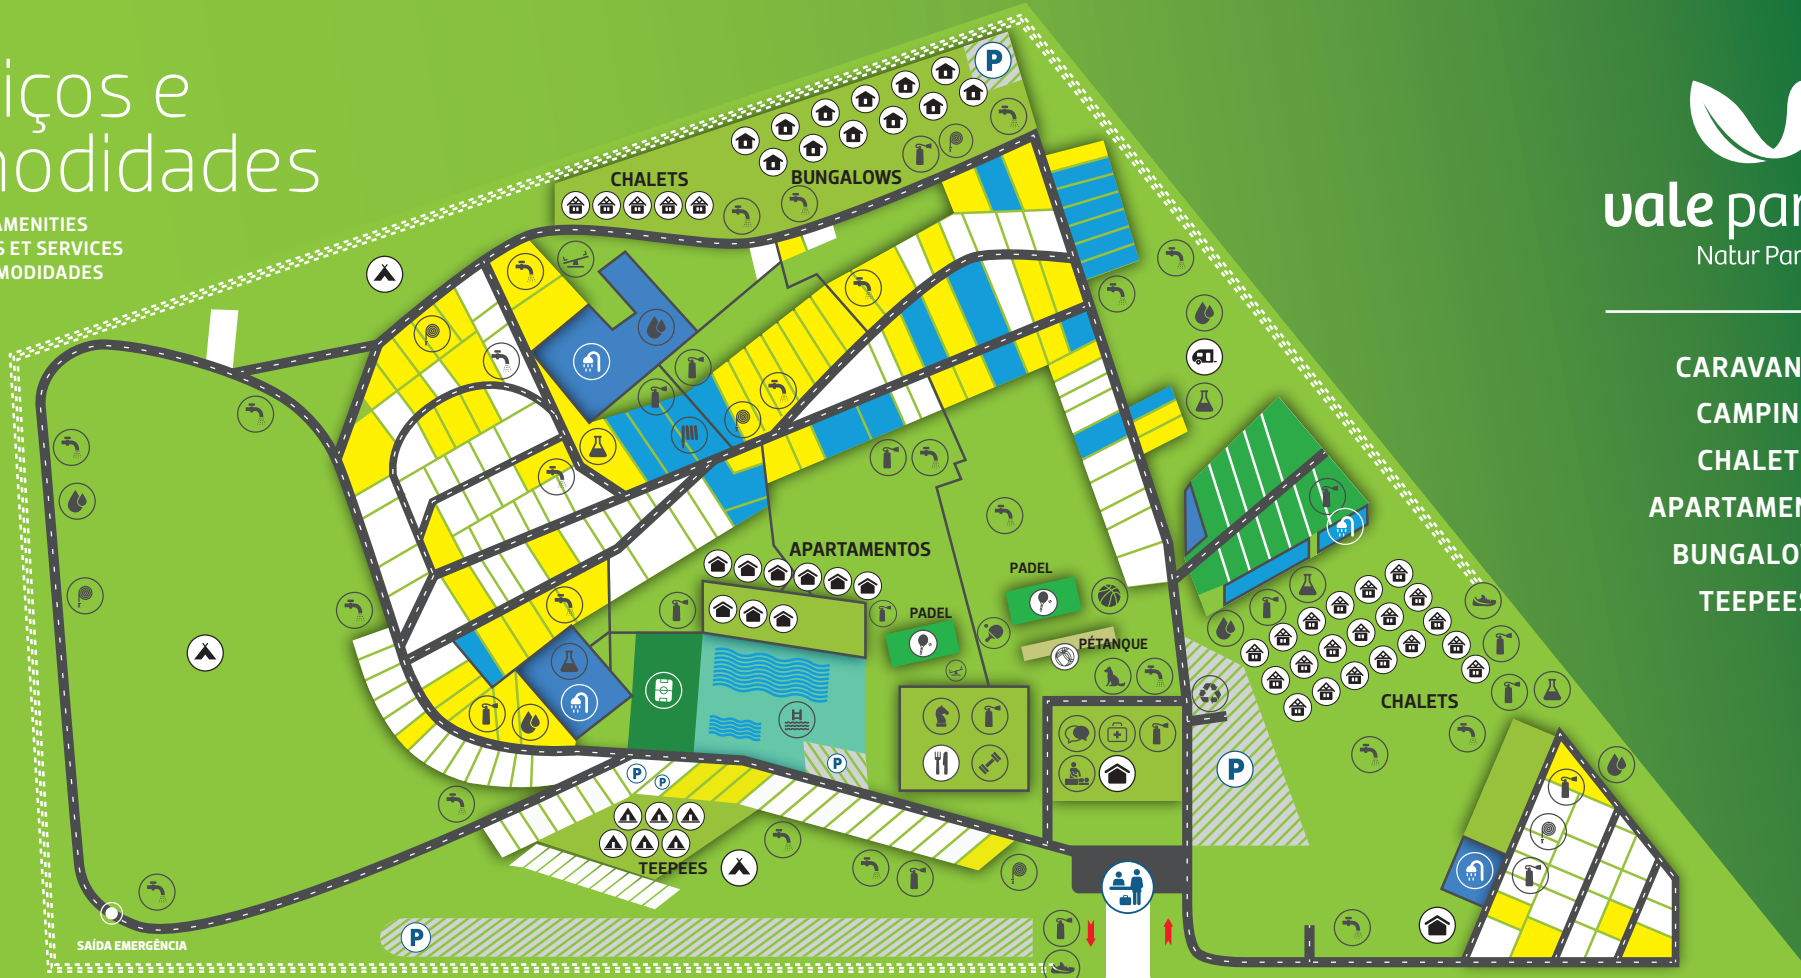 iços e
nodidades
AMENITIES
S ET SERVICES
MODIDADES
vale par
Natur Par
CARAVAN
CAMPIN
CHALET
APARTAMEN
BUNGALO
TEEPEES
P
CHALETS
BUNGALOWS
APARTAMENTOS
PADEL
PADEL
PÉTANQUE
CHALETS
P
P
P
P
TEEPEES
P
SAÍDA EMERGÊNCIA